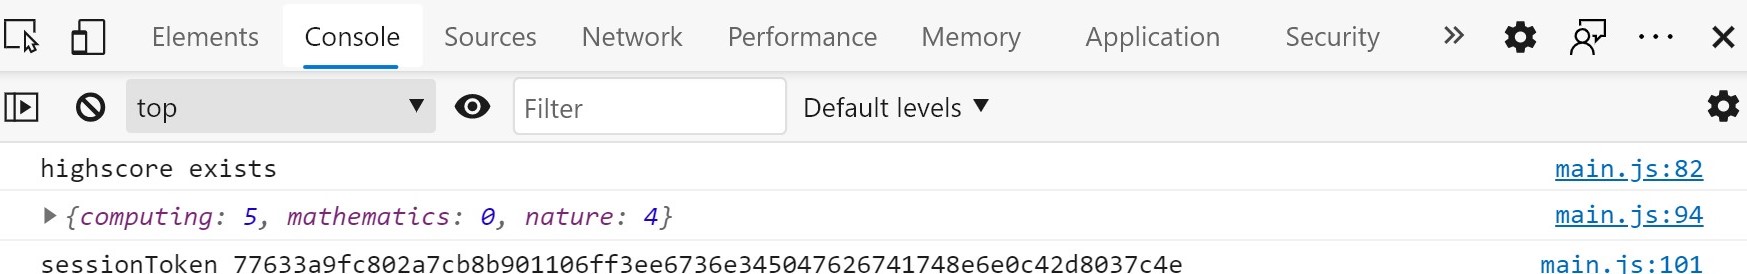 Elements Console Sources Network Performance Memory Application Security
top Filter Default levels
highscore exists main.js:82
{computing: 5, mathematics: 0, nature: 4} main.js:94
sessionToken 77633a9fc802a7cb8b901106ff3ee6736e345047626741748e6e0c42d8037c4e main.js:101